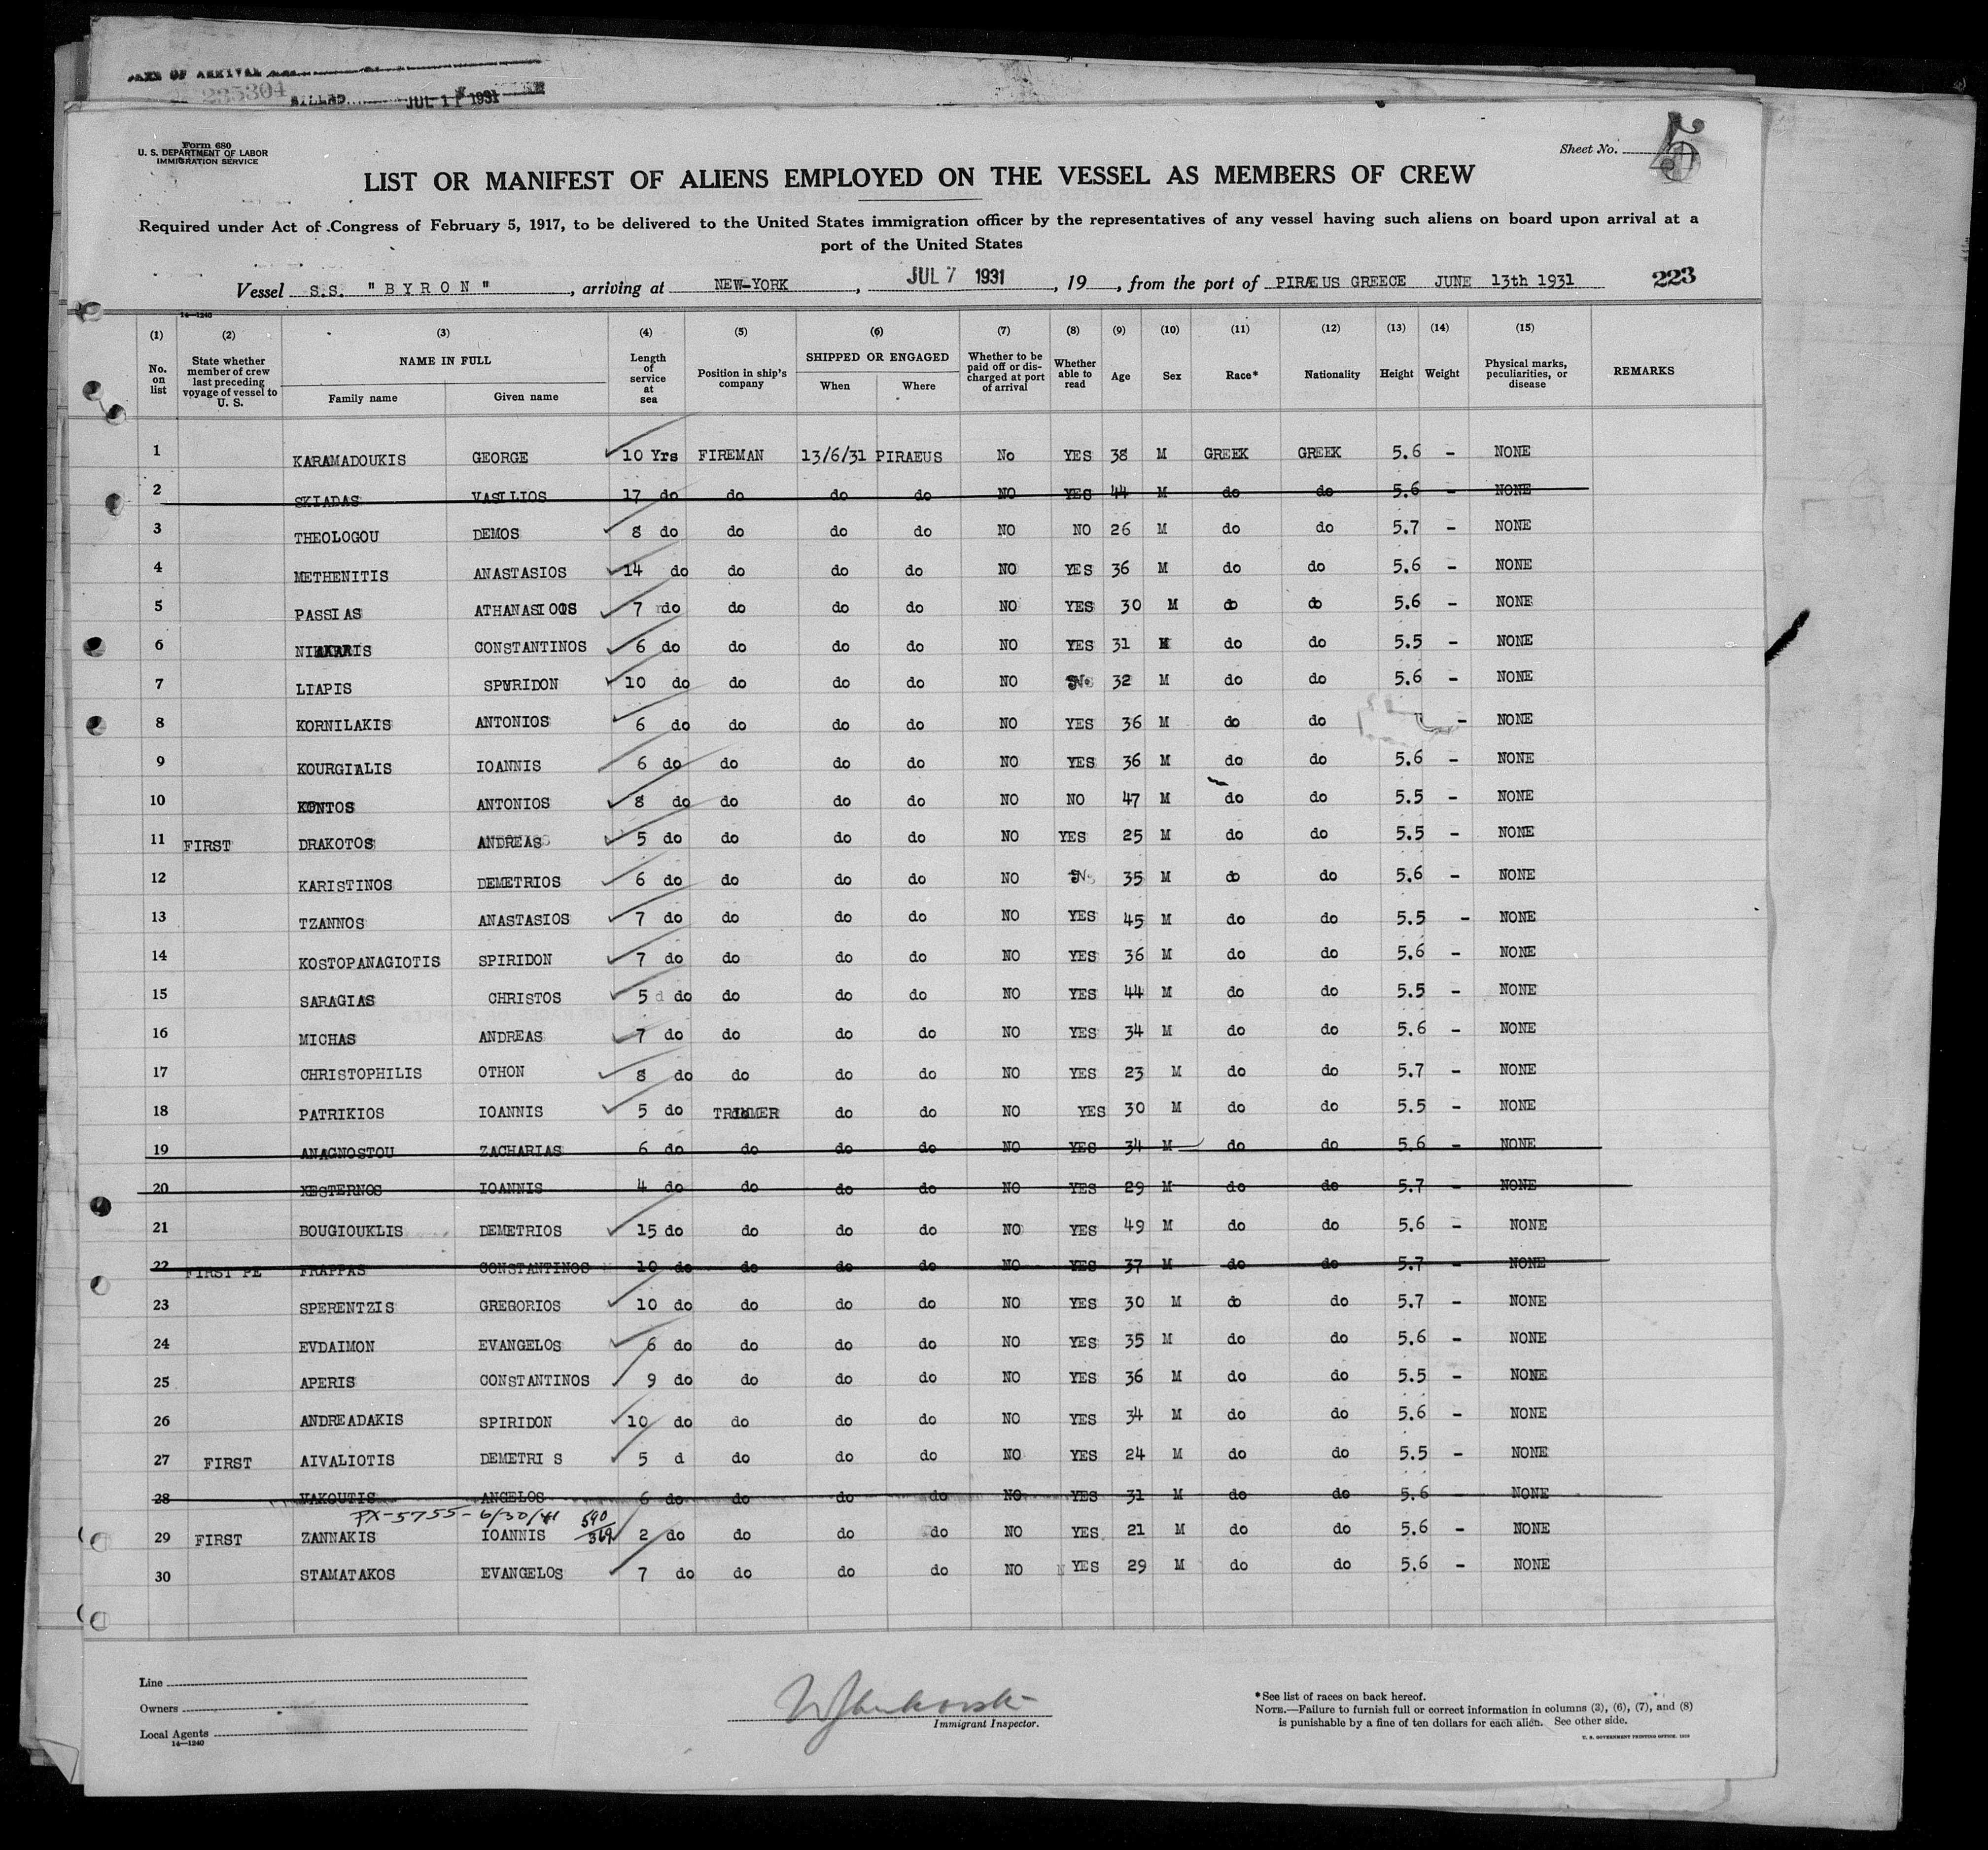 DATE OF ARRIVAL
235304 BILLED JUL 11 1931
Form 680
U. S. DEPARTMENT OF LABOR
IMMIGRATION SERVICE
Sheet No. 5
LIST OR MANIFEST OF ALIENS EMPLOYED ON THE VESSEL AS MEMBERS OF CREW
Required under Act of Congress of February 5, 1917, to be delivered to the United States immigration officer by the representatives of any vessel having such aliens on board upon arrival at a
port of the United States
Vessel S.S. "BYRON", arriving at NEW-YORK, JUL 7 1931, 19 , from the port of PIRÆUS GREECE JUNE 13th 1931 223
14—1240
(1) (2) (3) (4) (5) (6) (7) (8) (9) (10) (11) (12) (13) (14) (15)
No. on list State whether member of crew last preceding voyage of vessel to U. S. NAME IN FULL Family name Given name Length of service at sea Position in ship's company SHIPPED OR ENGAGED When Where Whether to be paid off or discharged at port of arrival Whether able to read Age Sex Race* Nationality Height Weight Physical marks, peculiarities, or disease REMARKS
1 KARAMADOUKIS GEORGE 10 Yrs FIREMAN 13/6/31 PIRAEUS No YES 38 M GREEK GREEK 5.6 - NONE
2 SKIADAS VASILIOS 17 do do do do NO YES 44 M do do 5.6 - NONE
3 THEOLOGOU DEMOS 8 do do do do NO NO 26 M do do 5.7 - NONE
4 METHENITIS ANASTASIOS 14 do do do do NO YES 36 M do do 5.6 - NONE
5 PASSIAS ATHANASIOOS 7 do do do do NO YES 30 M do do 5.6 - NONE
6 CONSTANTINOS 6 do do do do NO YES 31 M do do 5.5 - NONE
7 LIAPIS SPURIDON 10 do do do do NO No 32 M do do 5.6 - NONE
8 KORNILAKIS ANTONIOS 6 do do do do NO YES 36 M do do - NONE
9 KOURGIALIS IOANNIS 6 do do do do NO YES 36 M do do 5.6 - NONE
10 KONTOS ANTONIOS 8 do do do do NO NO 47 M do do 5.5 - NONE
11 FIRST DRAKOTOS ANDREAS 5 do do do do NO YES 25 M do do 5.5 - NONE
12 KARISTINOS DEMETRIOS 6 do do do do NO No 35 M do do 5.6 - NONE
13 TZANNOS ANASTASIOS 7 do do do do NO YES 45 M do do 5.5 - NONE
14 KOSTOPANAGIOTIS SPIRIDON 7 do do do do NO YES 36 M do do 5.6 - NONE
15 SARAGIAS CHRISTOS 5 do do do do NO YES 44 M do do 5.5 - NONE
16 MICHAS ANDREAS 7 do do do do NO YES 34 M do do 5.6 - NONE
17 CHRISTOPHILIS OTHON 8 do do do do NO YES 23 M do do 5.7 - NONE
18 PATRIKIOS IOANNIS 5 do TRIMMER do do NO YES 30 M do do 5.5 - NONE
19 ANAGNOSTOU ZACHARIAS 6 do do do do NO YES 34 M do do 5.6 - NONE
20 XESTERNOS IOANNIS 4 do do do do NO YES 29 M do do 5.7 - NONE
21 BOUGIOUKLIS DEMETRIOS 15 do do do do NO YES 49 M do do 5.6 - NONE
22 FIRST PE FRAPPAS CONSTANTINOS 10 do do do do NO YES 37 M do do 5.7 - NONE
23 SPERENTZIS GREGORIOS 10 do do do do NO YES 30 M do do 5.7 - NONE
24 EVDAIMON EVANGELOS 6 do do do do NO YES 35 M do do 5.6 - NONE
25 APERIS CONSTANTINOS 9 do do do do NO YES 36 M do do 5.5 - NONE
26 ANDREADAKIS SPIRIDON 10 do do do do NO YES 34 M do do 5.6 - NONE
27 FIRST AIVALIOTIS DEMETRI S 5 d do do do NO YES 24 M do do 5.5 - NONE
28 ANGELOS 6 do do do do NO YES 31 M do do 5.6 - NONE
PX-5755-6/30/41 590/369
29 FIRST ZANNAKIS IOANNIS 2 do do do do NO YES 21 M do do 5.6 - NONE
30 STAMATAKOS EVANGELOS 7 do do do do NO YES 29 M do do 5.6 - NONE
Line
Owners
Local Agents
14—1240
Immigrant Inspector.
*See list of races on back hereof.
NOTE.—Failure to furnish full or correct information in columns (3), (6), (7), and (8)
is punishable by a fine of ten dollars for each alien. See other side.
U. S. GOVERNMENT PRINTING OFFICE